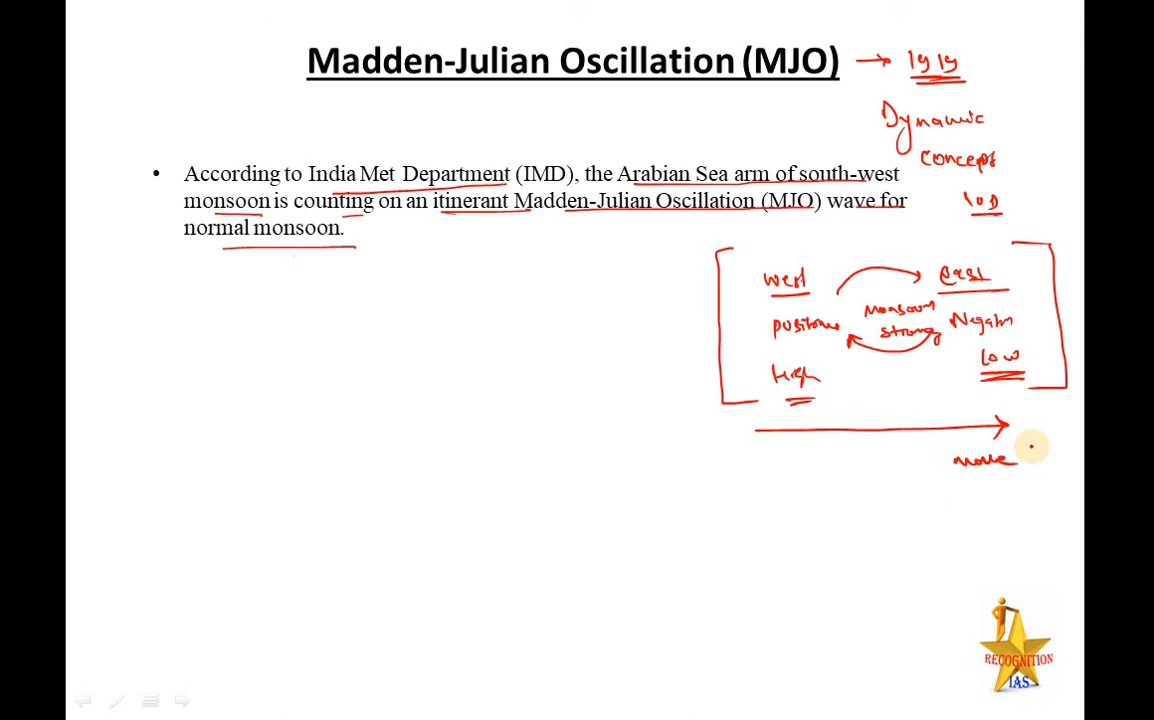 Madden-Julian Oscillation (MJO) → 1919
Dynamic
concept
• According to India Met Department (IMD), the Arabian Sea arm of south-west
monsoon is counting on an itinerant Madden-Julian Oscillation (MJO) wave for
normal monsoon.
IOD
west east
Monsoon
strong
positive
High Low
move
RECOGNITION
IAS